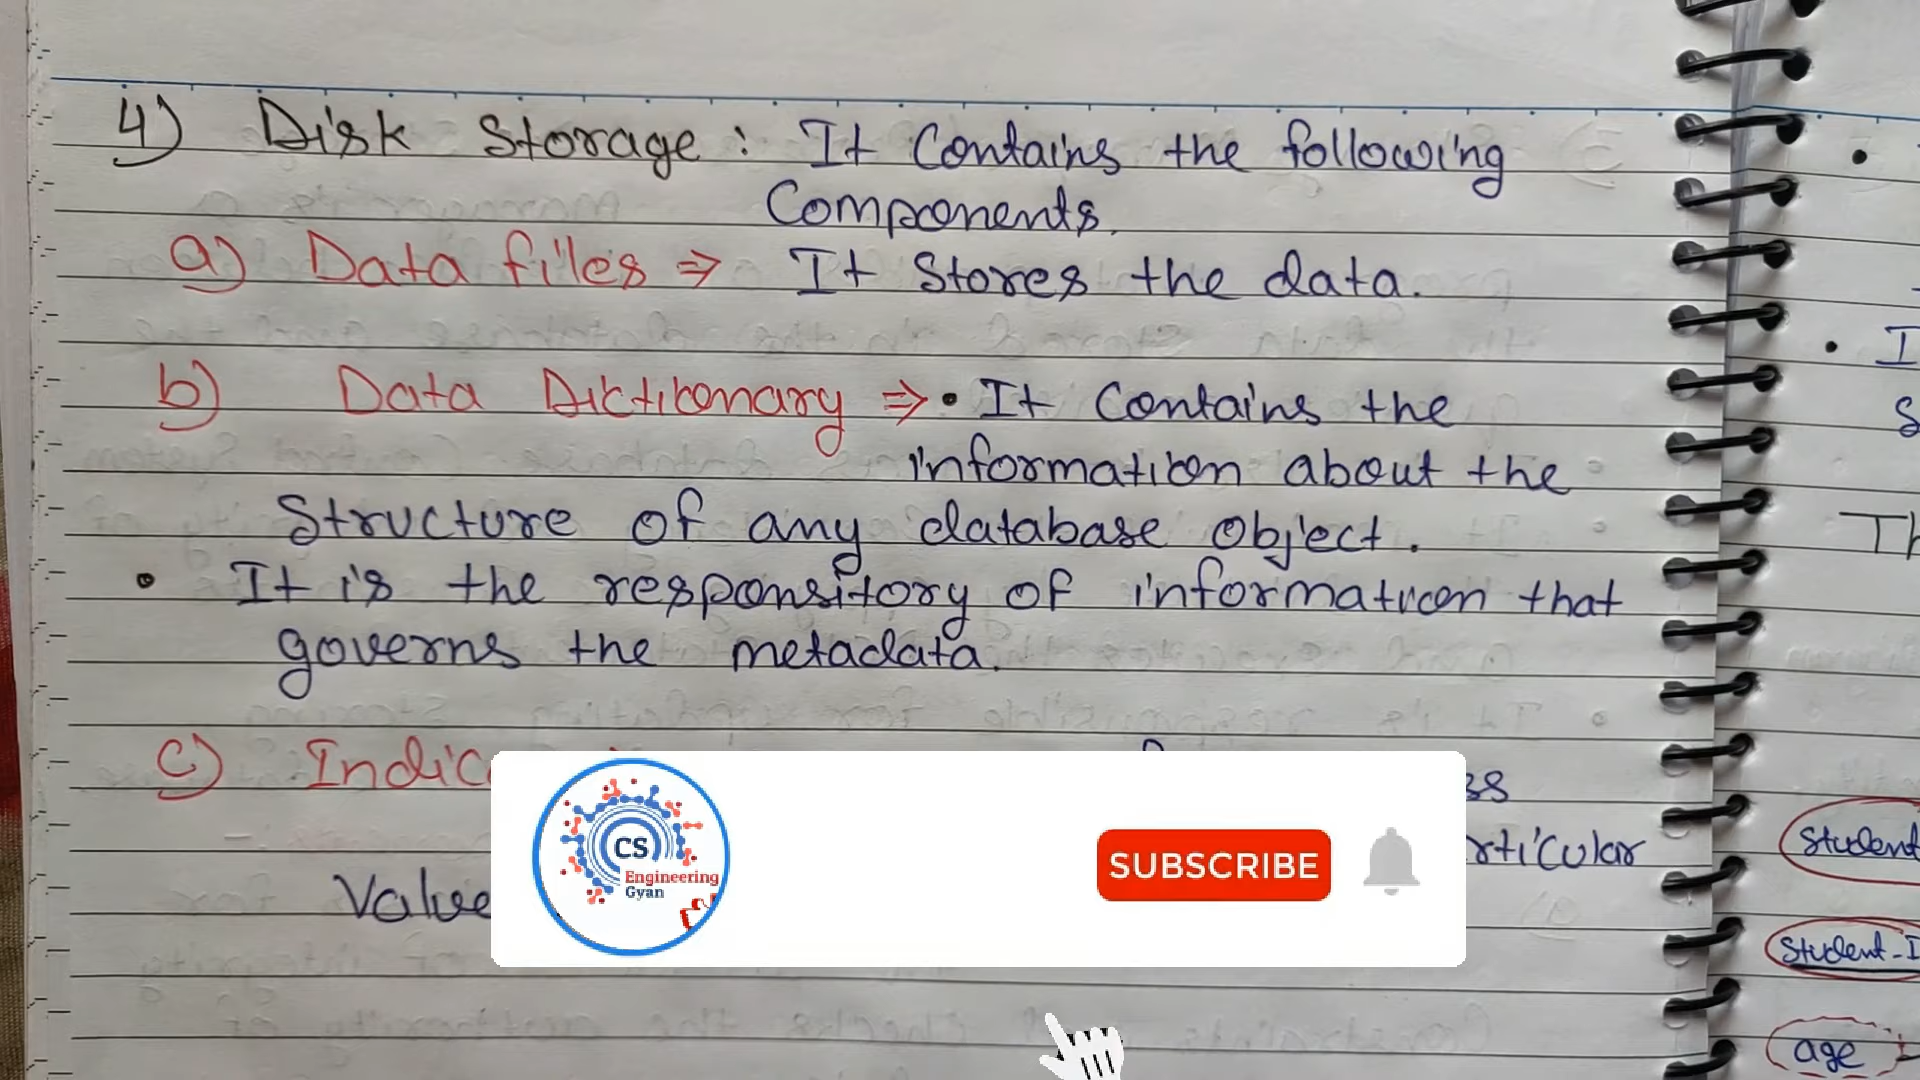 4) Disk Storage : It Contains the following
Components.
a) Data files ⇒ It Stores the data.
b) Data Dictionary ⇒ • It Contains the
information about the
Structure of any database object.
• It is the responsitory of information that
governs the metadata.
c)
rticular
Value
CS
Engineering
Gyan
SUBSCRIBE
Th
Student
Student-I
age